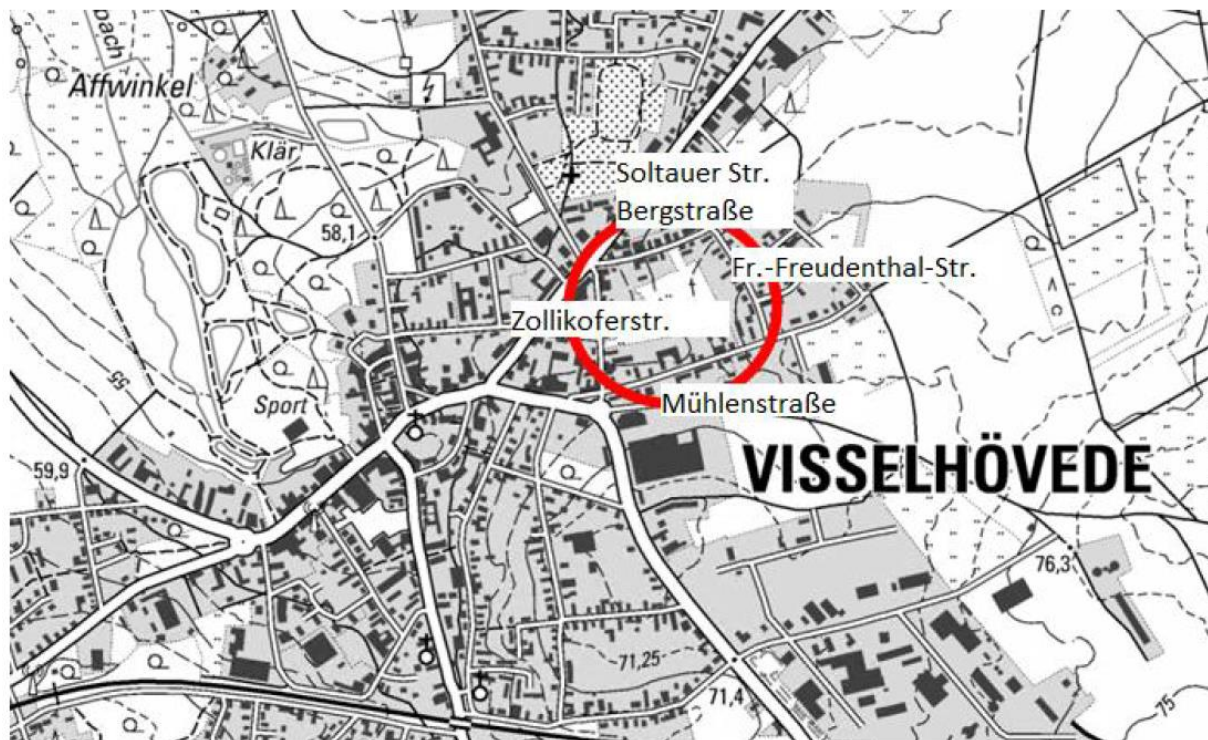 Affwinkel
Klär
58,1
Soltauer Str.
Bergstraße
Fr.-Freudenthal-Str.
Zollikoferstr.
Mühlenstraße
55
Sport
59,9
VISSELHÖVEDE
76,3
71,25
71,4
75